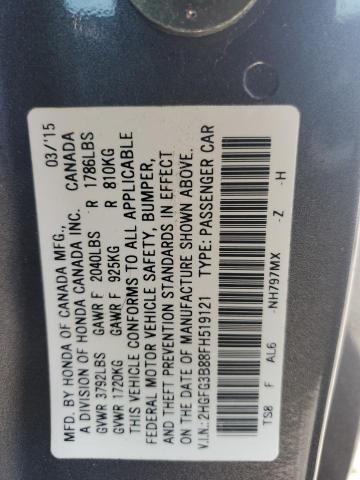 MFD. BY HONDA OF CANADA MFG., 03/'15
A DIVISION OF HONDA CANADA INC. CANADA
GVWR 3792LBS GAWR F 2040LBS R 1786LBS
GVWR 1720KG GAWR F 925KG R 810KG
THIS VEHICLE CONFORMS TO ALL APPLICABLE
FEDERAL MOTOR VEHICLE SAFETY, BUMPER,
AND THEFT PREVENTION STANDARDS IN EFFECT
ON THE DATE OF MANUFACTURE SHOWN ABOVE.
V.I.N.: 2HGFG3B88FH519121 TYPE: PASSENGER CAR
-NH797MX -Z -H
TS8 F AL6